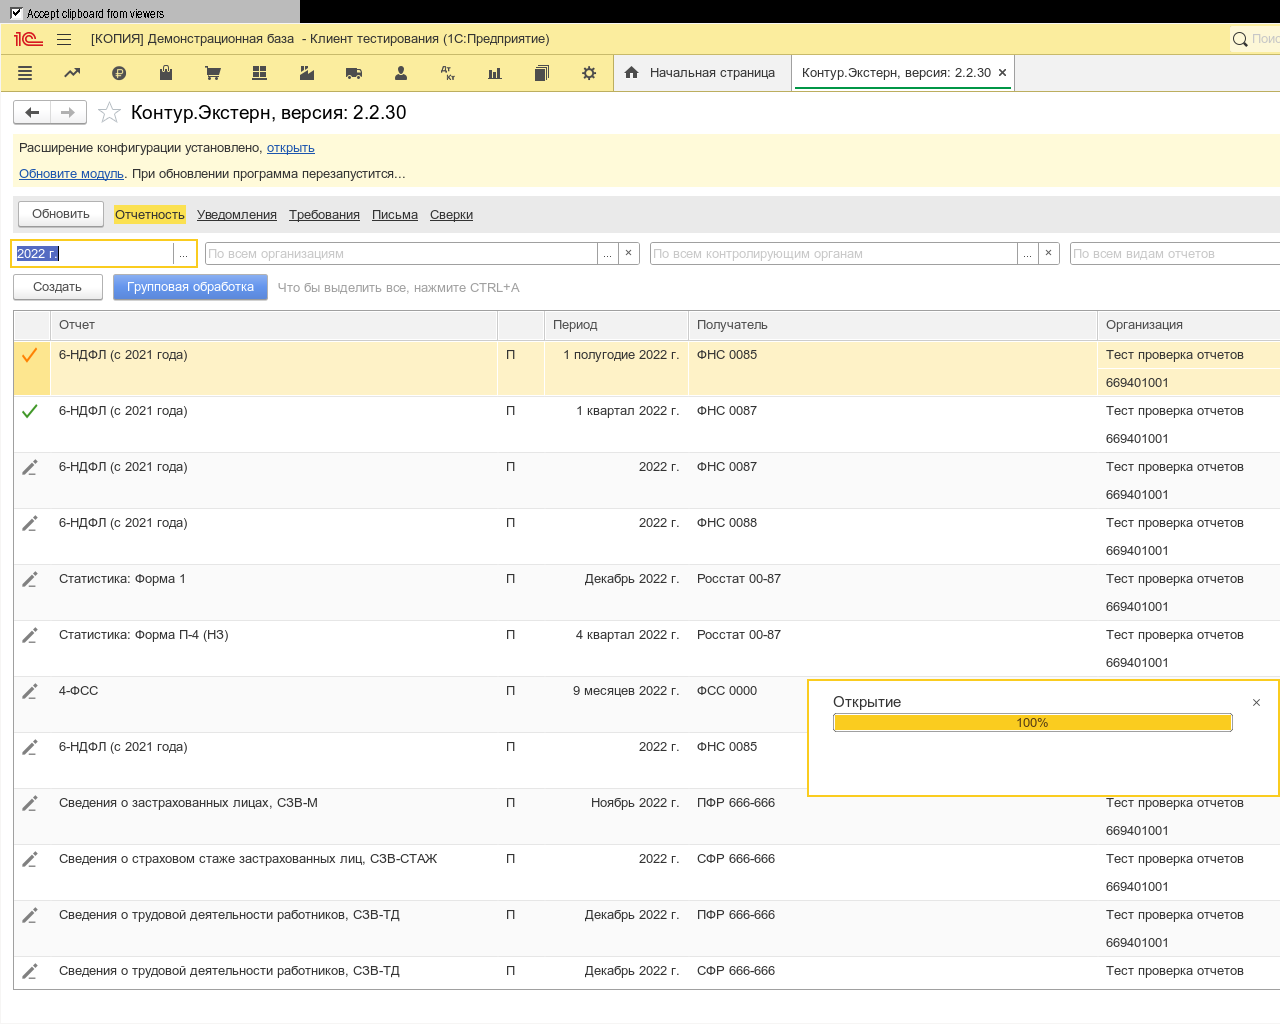 Accept clipboard from viewers
[КОПИЯ] Демонстрационная база - Клиент тестирования (1С:Предприятие)
Начальная страница
Контур.Экстерн, версия: 2.2.30 ×
Контур.Экстерн, версия: 2.2.30
Расширение конфигурации установлено, открыть
Обновите модуль. При обновлении программа перезапустится...
Обновить Отчетность Уведомления Требования Письма Сверки
2022 г. ... По всем организациям ... × По всем контролирующим органам ... × По всем видам отчетов
Создать Групповая обработка Что бы выделить все, нажмите CTRL+A
Отчет Период Получатель Организация
6-НДФЛ (с 2021 года) П 1 полугодие 2022 г. ФНС 0085 Тест проверка отчетов
669401001
6-НДФЛ (с 2021 года) П 1 квартал 2022 г. ФНС 0087 Тест проверка отчетов
669401001
6-НДФЛ (с 2021 года) П 2022 г. ФНС 0087 Тест проверка отчетов
669401001
6-НДФЛ (с 2021 года) П 2022 г. ФНС 0088 Тест проверка отчетов
669401001
Статистика: Форма 1 П Декабрь 2022 г. Росстат 00-87 Тест проверка отчетов
669401001
Статистика: Форма П-4 (НЗ) П 4 квартал 2022 г. Росстат 00-87 Тест проверка отчетов
669401001
4-ФСС П 9 месяцев 2022 г. ФСС 0000
Открытие ×
100%
6-НДФЛ (с 2021 года) П 2022 г. ФНС 0085
Сведения о застрахованных лицах, СЗВ-М П Ноябрь 2022 г. ПФР 666-666 Тест проверка отчетов
669401001
Сведения о страховом стаже застрахованных лиц, СЗВ-СТАЖ П 2022 г. СФР 666-666 Тест проверка отчетов
669401001
Сведения о трудовой деятельности работников, СЗВ-ТД П Декабрь 2022 г. ПФР 666-666 Тест проверка отчетов
669401001
Сведения о трудовой деятельности работников, СЗВ-ТД П Декабрь 2022 г. СФР 666-666 Тест проверка отчетов